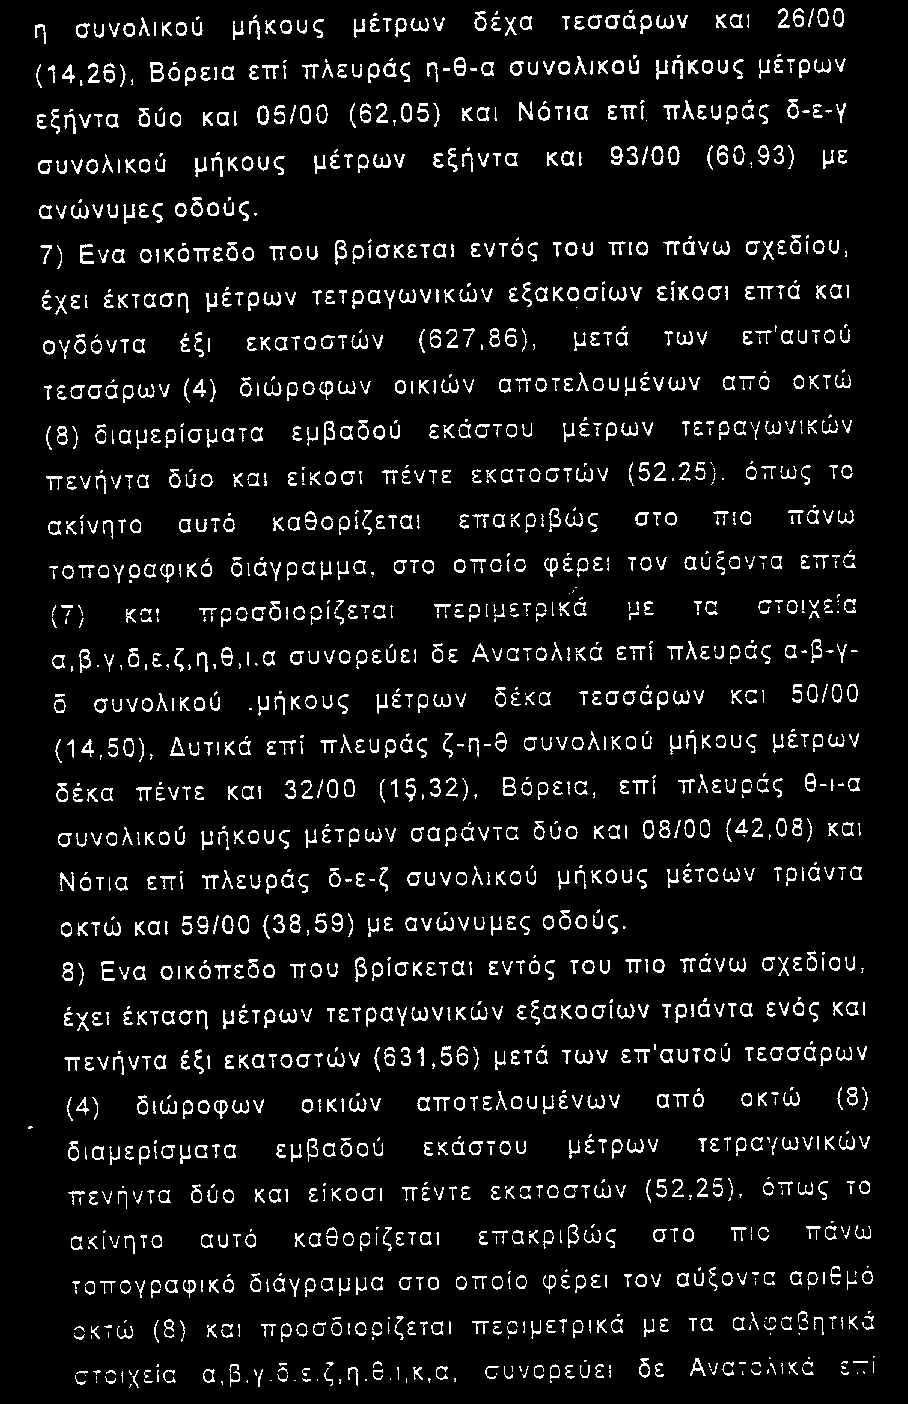 η συνολικού μήκους μέτρων δέχα τεσσάρων και 26/00
(14,26), Βόρεια επί πλευράς η-θ-α συνολικού μήκους μέτρων
εξήντα δύο και 05/00 (62,05) και Νότια επί πλευράς δ-ε-γ
συνολικού μήκους μέτρων εξήντα και 93/00 (60,93) με
ανώνυμες οδούς.
7) Ενα οικόπεδο που βρίσκεται εντός του πιο πάνω σχεδίου,
έχει έκταση μέτρων τετραγωνικών εξακοσίων είκοσι επτά και
ογδόντα έξι εκατοστών (627,86), μετά των επ'αυτού
τεσσάρων (4) διώροφων οικιών αποτελουμένων από οκτώ
(8) διαμερίσματα εμβαδού εκάστου μέτρων τετραγωνικών
πενήντα δύο και είκοσι πέντε εκατοστών (52,25), όπως το
ακίνητο αυτό καθορίζεται επακριβώς στο πιο πάνω
τοπογραφικό διάγραμμα, στο οποίο φέρει τον αύξοντα επτά
(7) και προσδιορίζεται περιμετρικά με τα στοιχεία
α,β,γ,δ,ε,ζ,η,θ,ι,α συνορεύει δε Ανατολικά επί πλευράς α-β-γ-
δ συνολικού .μήκους μέτρων δέκα τεσσάρων και 50/00
(14,50), Δυτικά επί πλευράς ζ-η-θ συνολικού μήκους μέτρων
δέκα πέντε και 32/00 (15,32), Βόρεια, επί πλευράς θ-ι-α
συνολικού μήκους μέτρων σαράντα δύο και 08/00 (42,08) και
Νότια επί πλευράς δ-ε-ζ συνολικού μήκους μέτρων τριάντα
οκτώ και 59/00 (38,59) με ανώνυμες οδούς.
8) Ενα οικόπεδο που βρίσκεται εντός του πιο πάνω σχεδίου,
έχει έκταση μέτρων τετραγωνικών εξακοσίων τριάντα ενός και
πενήντα έξι εκατοστών (631,56) μετά των επ'αυτού τεσσάρων
(4) διώροφων οικιών αποτελουμένων από οκτώ (8)
διαμερίσματα εμβαδού εκάστου μέτρων τετραγωνικών
πενήντα δύο και είκοσι πέντε εκατοστών (52,25), όπως το
ακίνητο αυτό καθορίζεται επακριβώς στο πιο πάνω
τοπογραφικό διάγραμμα στο οποίο φέρει τον αύξοντα αριθμό
οκτώ (8) και προσδιορίζεται περιμετρικά με τα αλφαβητικά
στοιχεία α,β,γ,δ,ε,ζ,η,θ,ι,κ,α, συνορεύει δε Ανατολικά επί